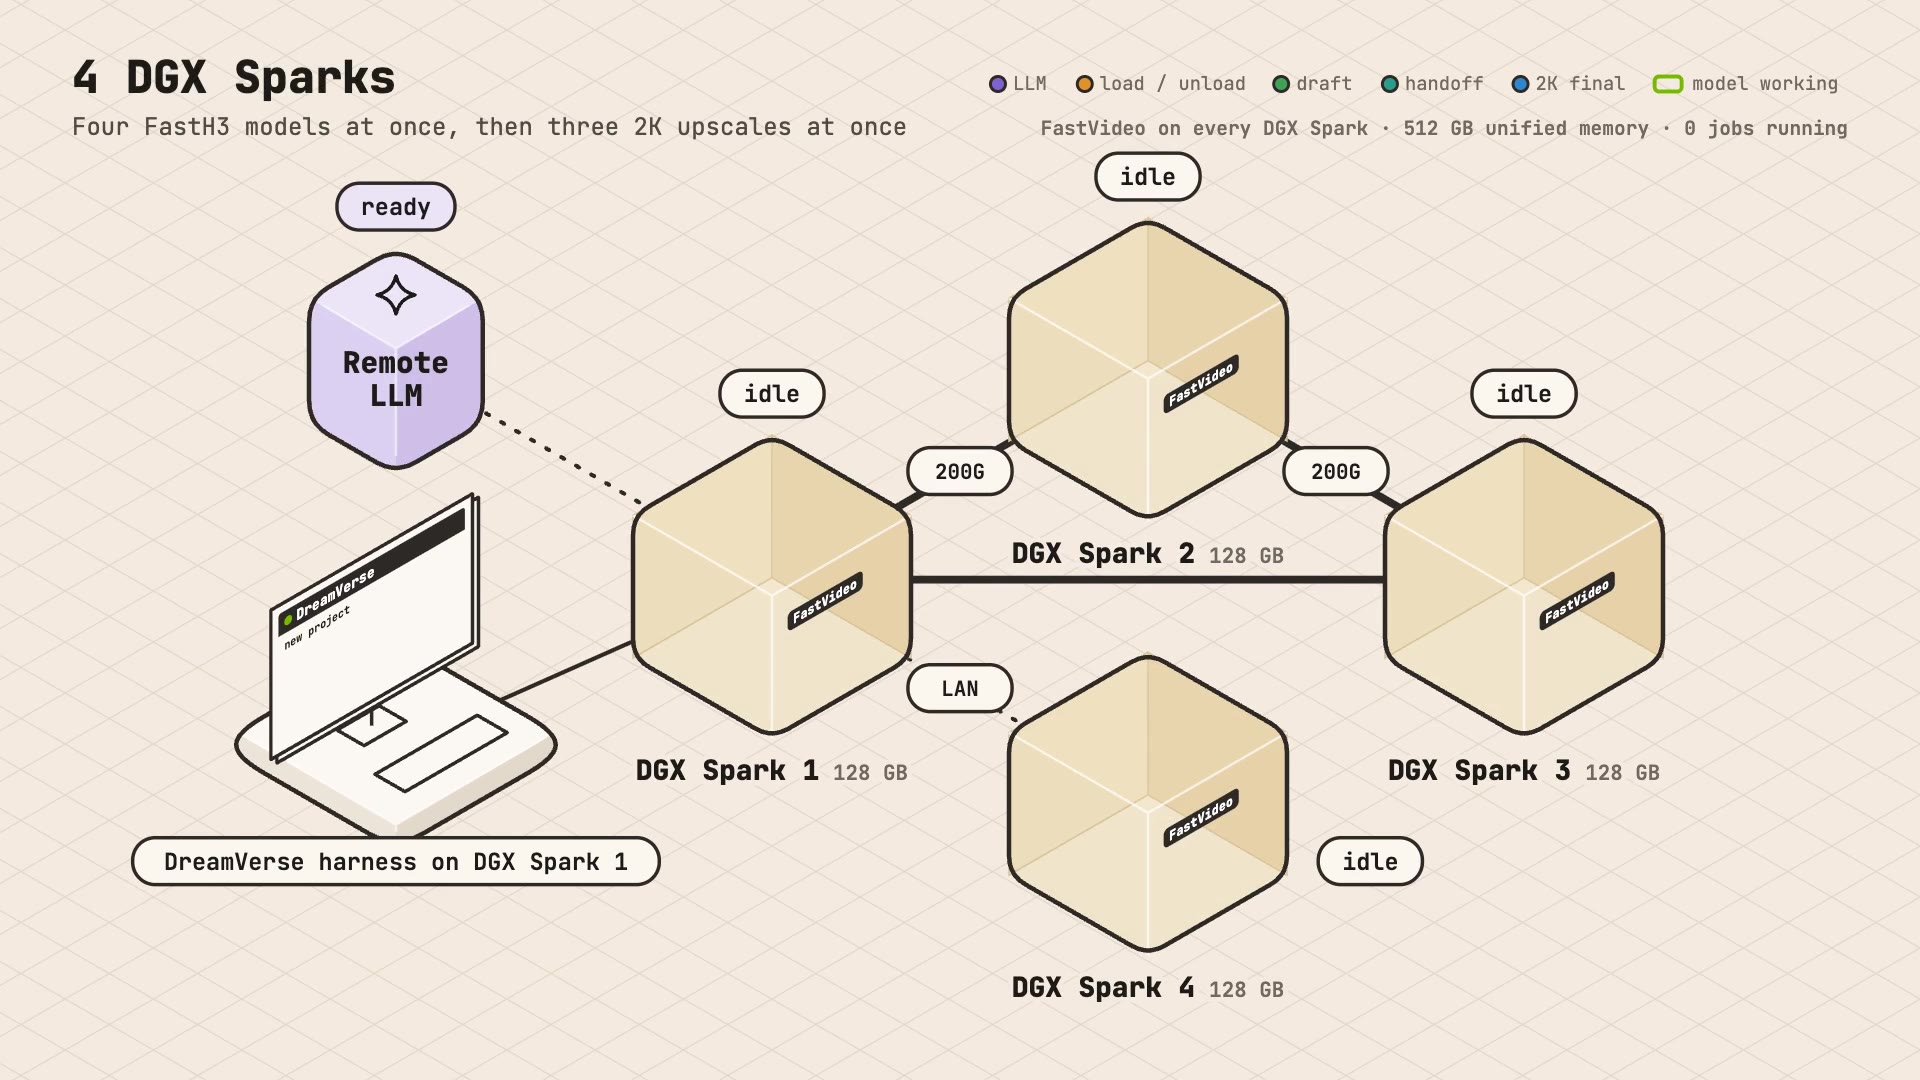 4 DGX Sparks
Four FastH3 models at once, then three 2K upscales at once
LLM
load / unload
draft
handoff
2K final
model working
FastVideo on every DGX Spark · 512 GB unified memory · 0 jobs running
idle
ready
Remote
LLM
FastVideo
idle
idle
200G
200G
DGX Spark 2 128 GB
DreamVerse
new project
FastVideo
FastVideo
LAN
DGX Spark 1 128 GB
DGX Spark 3 128 GB
FastVideo
DreamVerse harness on DGX Spark 1
idle
DGX Spark 4 128 GB